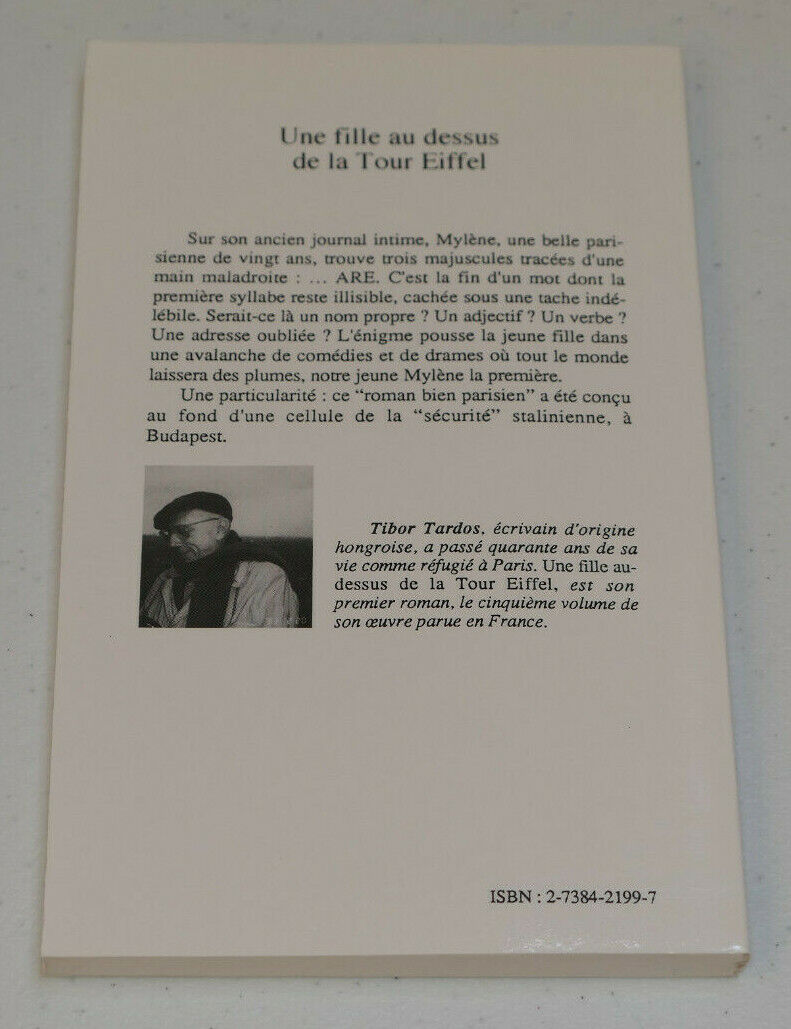 Une fille au dessus
de la Tour Eiffel
Sur son ancien journal intime, Mylène, une belle pari-
sienne de vingt ans, trouve trois majuscules tracées d'une
main maladroite : ... ARE. C'est la fin d'un mot dont la
première syllabe reste illisible, cachée sous une tache indé-
lébile. Serait-ce là un nom propre ? Un adjectif ? Un verbe ?
Une adresse oubliée ? L'énigme pousse la jeune fille dans
une avalanche de comédies et de drames où tout le monde
laissera des plumes, notre jeune Mylène la première.
Une particularité : ce “roman bien parisien” a été conçu
au fond d'une cellule de la “sécurité” stalinienne, à
Budapest.
Tibor Tardos, écrivain d'origine
hongroise, a passé quarante ans de sa
vie comme réfugié à Paris. Une fille au-
dessus de la Tour Eiffel, est son
premier roman, le cinquième volume de
son œuvre parue en France.
ISBN : 2-7384-2199-7